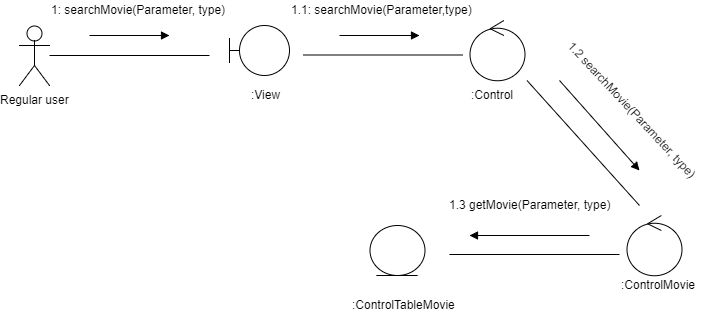 1: searchMovie(Parameter, type)
1.1: searchMovie(Parameter,type)
Regular user
:View
:Control
1.2 searchMovie(Parameter, type)
1.3 getMovie(Parameter, type)
:ControlMovie
:ControlTableMovie